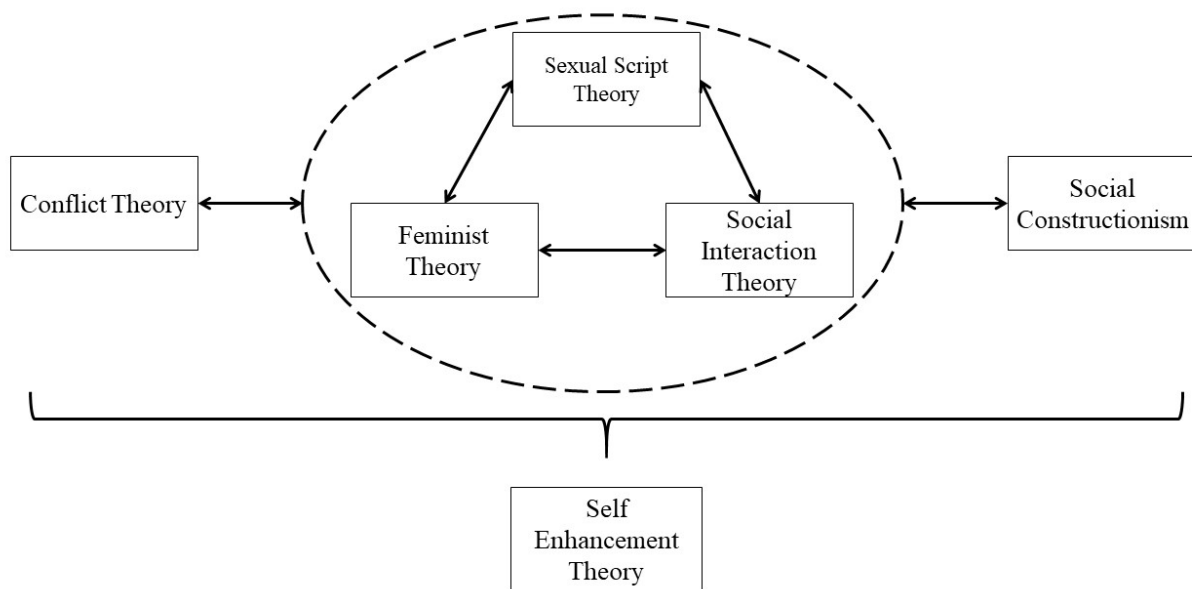 Sexual Script
Theory
Conflict Theory
Feminist
Theory
Social
Interaction
Theory
Social
Constructionism
Self
Enhancement
Theory